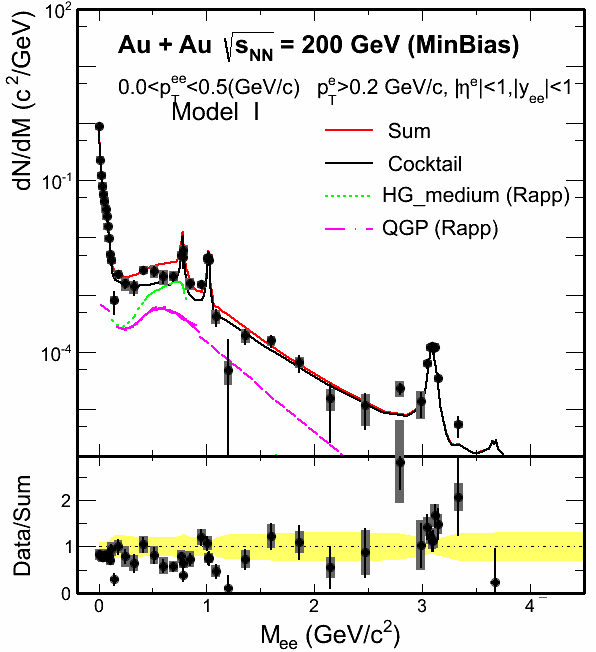 Au + Au √sNN = 200 GeV (MinBias)
0.0<pTee<0.5(GeV/c) pTe>0.2 GeV/c, |ηe|<1,|yee|<1
Model I
Sum
Cocktail
HG_medium (Rapp)
QGP (Rapp)
dN/dM (c2/GeV)
10
10-1
10-4
Data/Sum
2
1
0
0 1 2 3 4
Mee (GeV/c2)